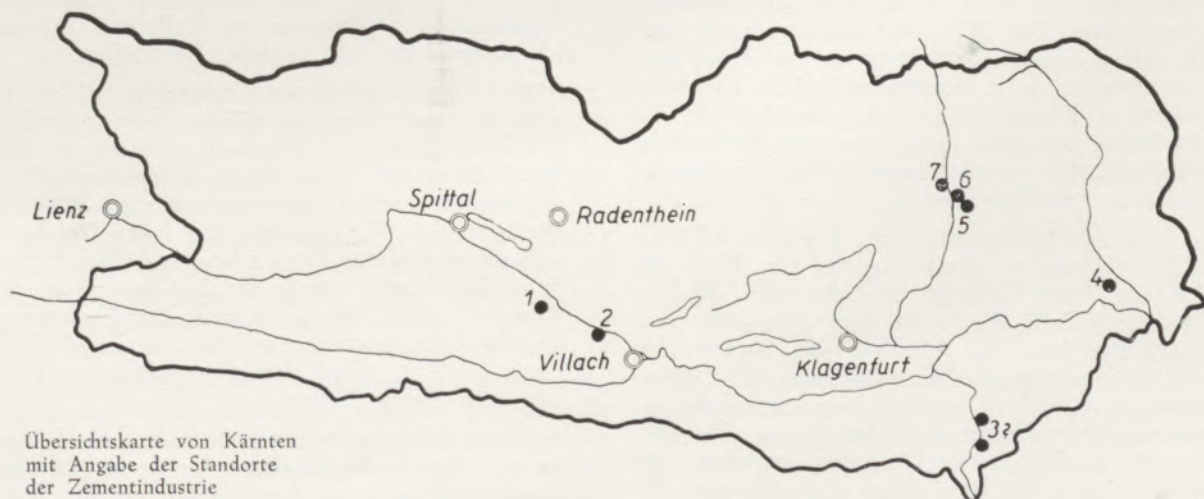 7
6
5
Lienz
Spittal
Radenthein
4
1
2
Villach
Klagenfurt
3?
Übersichtskarte von Kärnten
mit Angabe der Standorte
der Zementindustrie